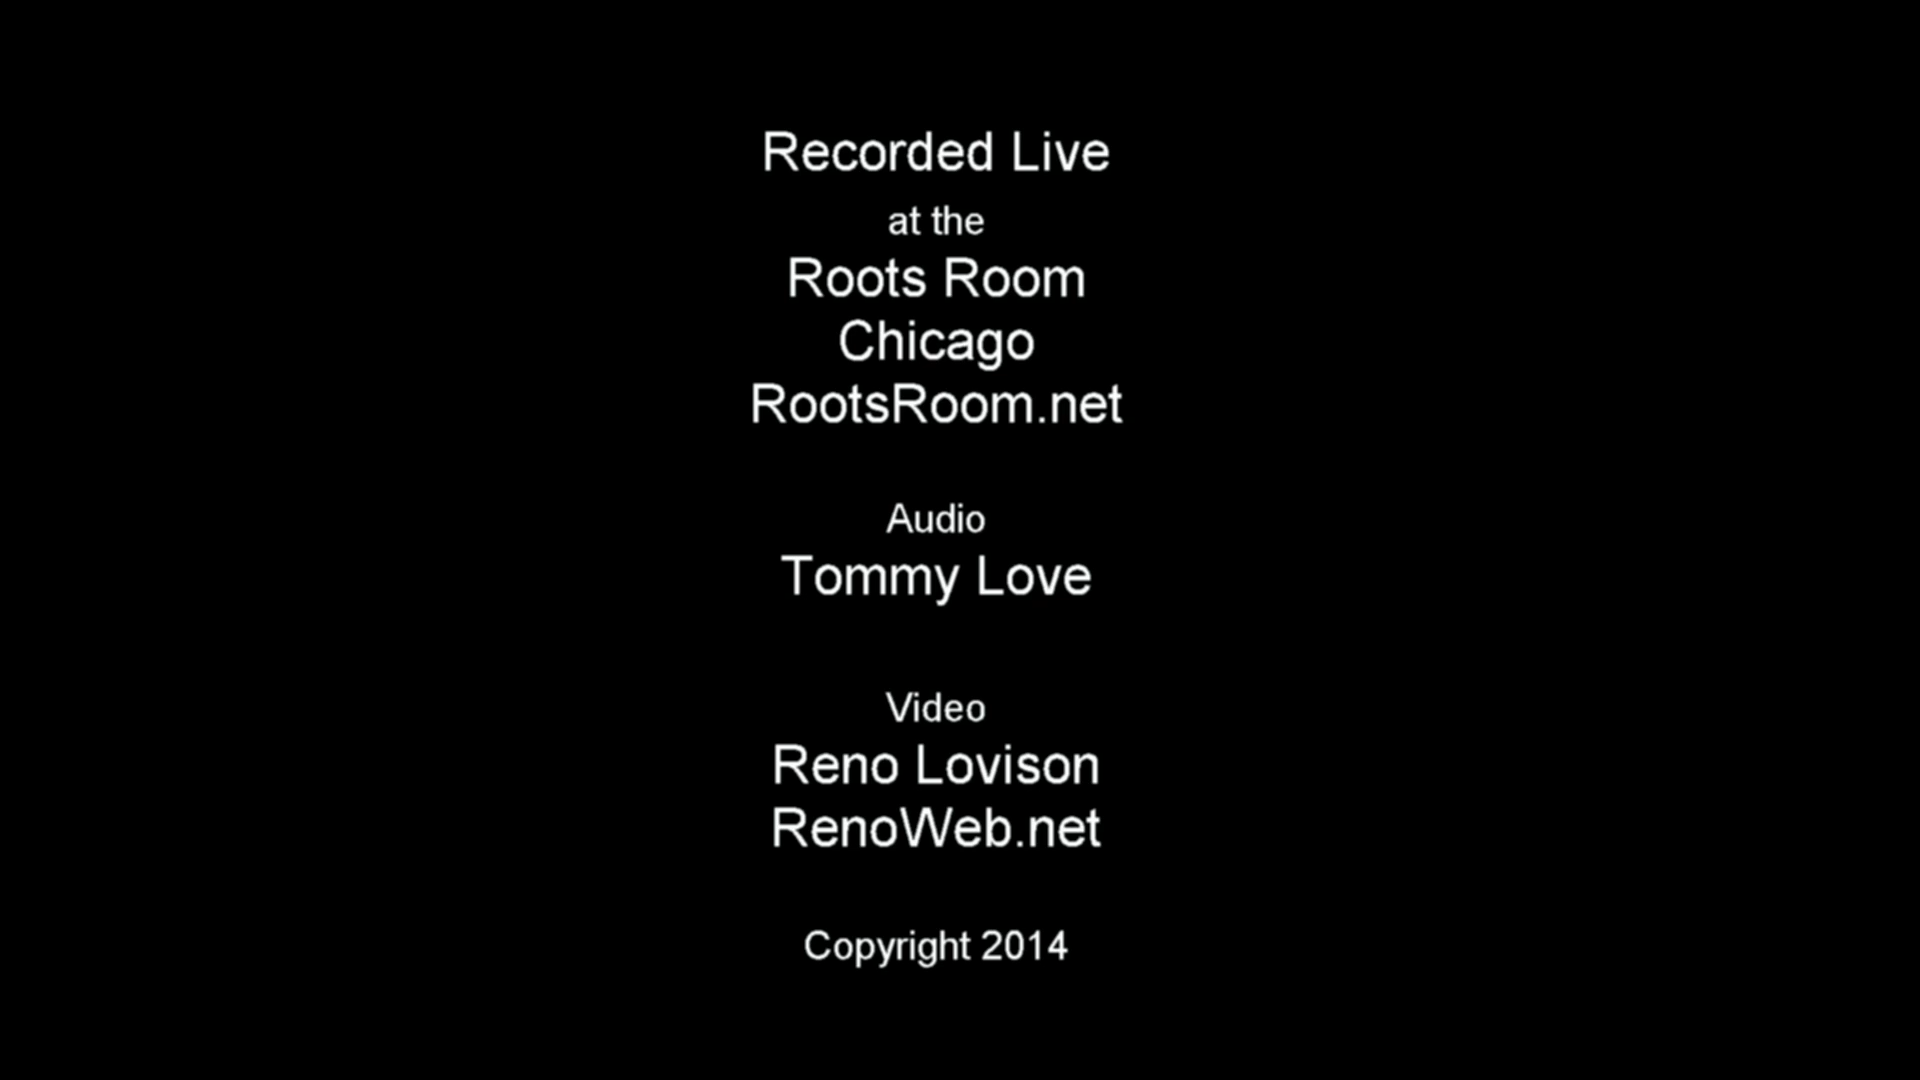 Recorded Live
at the
Roots Room
Chicago
RootsRoom.net
Audio
Tommy Love
Video
Reno Lovison
RenoWeb.net
Copyright 2014